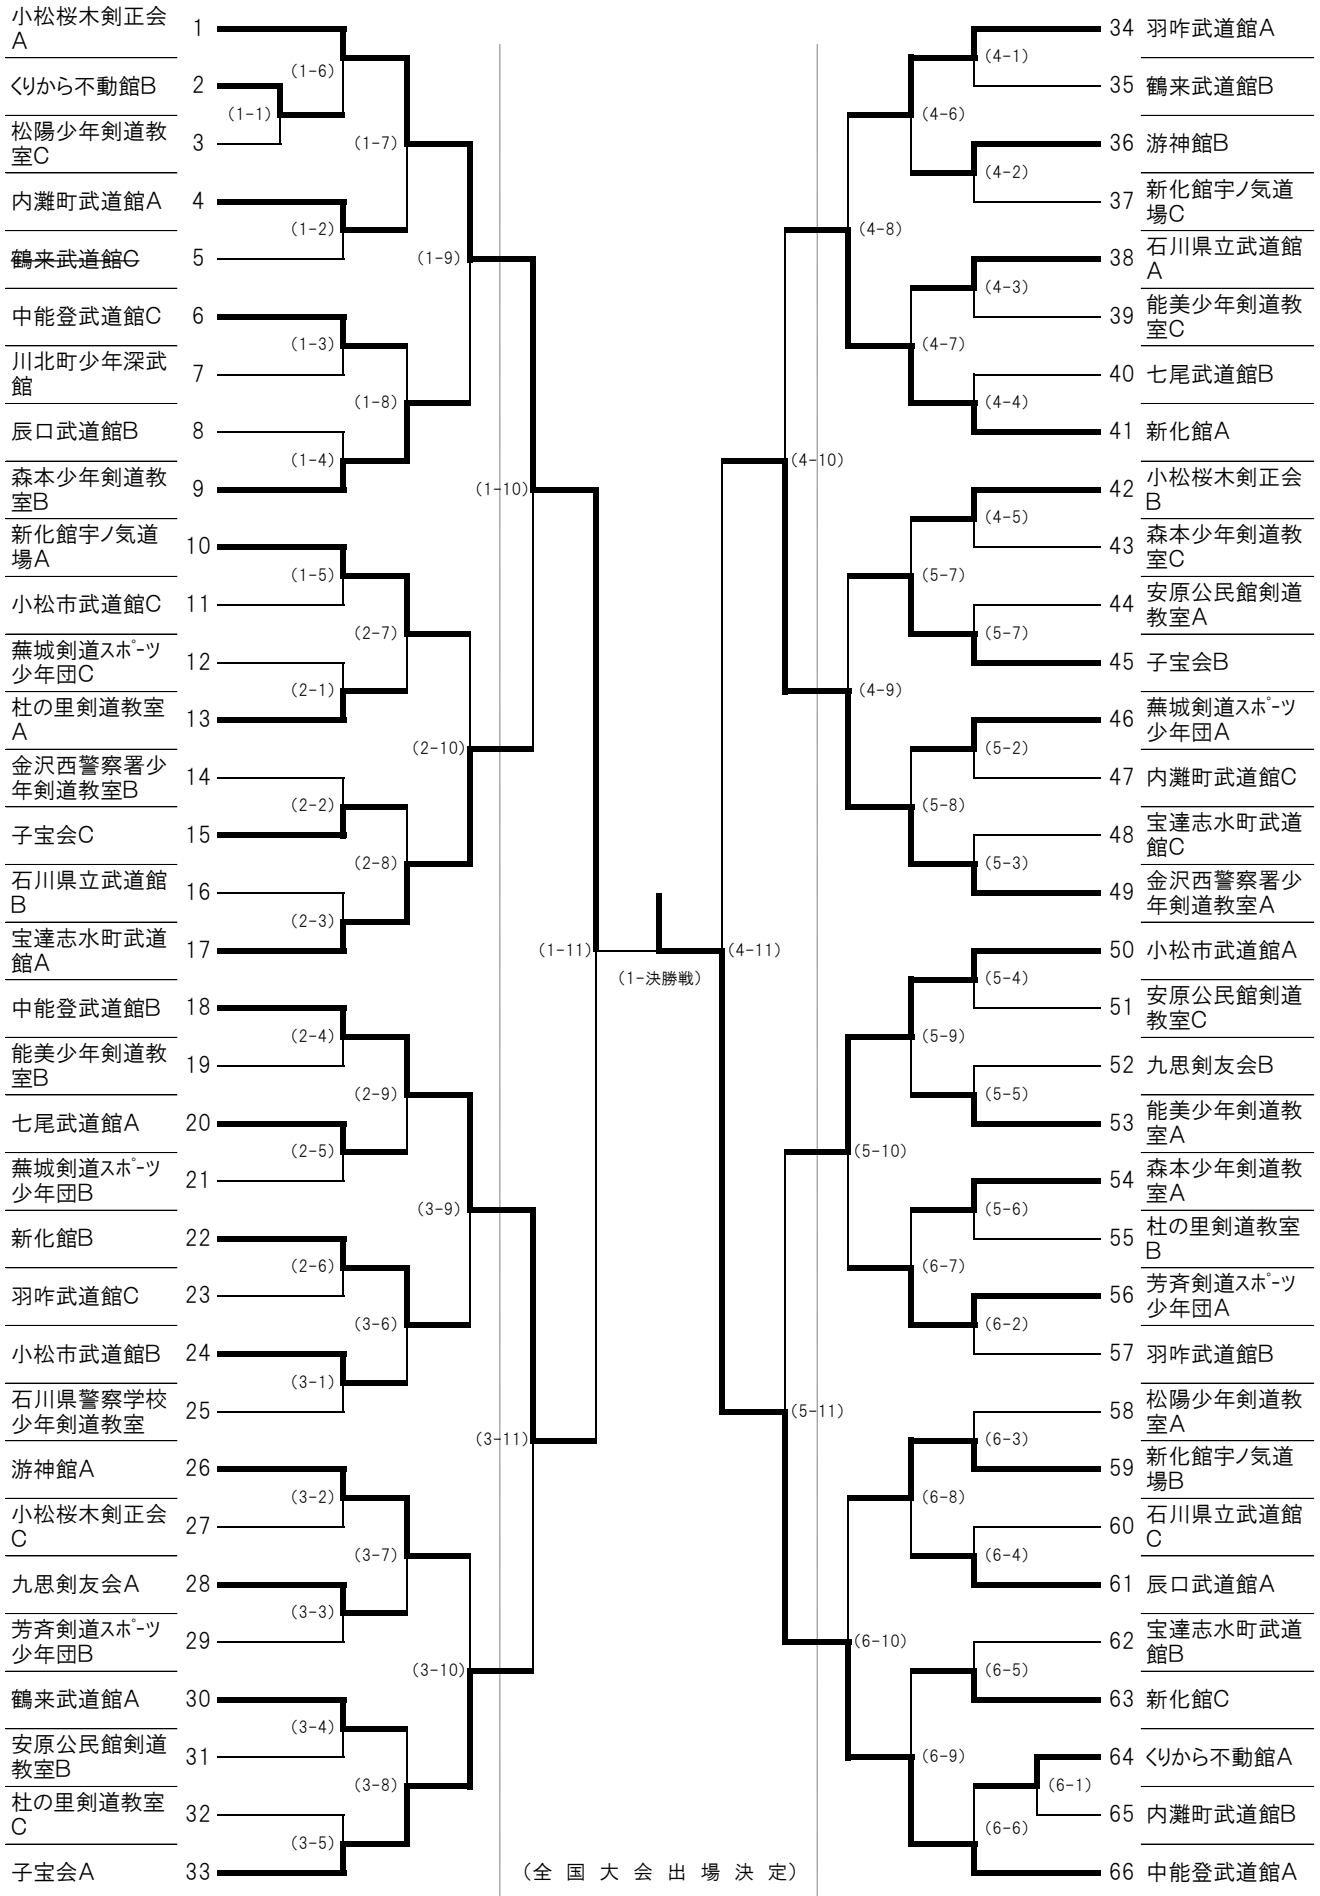 小松桜木剣正会
A
1
くりから不動館B
2
松陽少年剣道教
室C
3
内灘町武道館A
4
鶴来武道館C
5
中能登武道館C
6
川北町少年深武
館
7
辰口武道館B
8
森本少年剣道教
室B
9
新化館宇ノ気道
場A
10
小松市武道館C
11
蕪城剣道スポーツ
少年団C
12
杜の里剣道教室
A
13
金沢西警察署少
年剣道教室B
14
子宝会C
15
石川県立武道館
B
16
宝達志水町武道
館A
17
中能登武道館B
18
能美少年剣道教
室B
19
七尾武道館A
20
蕪城剣道スポーツ
少年団B
21
新化館B
22
羽咋武道館C
23
小松市武道館B
24
石川県警察学校
少年剣道教室
25
游神館A
26
小松桜木剣正会
C
27
九思剣友会A
28
芳斉剣道スポーツ
少年団B
29
鶴来武道館A
30
安原公民館剣道
教室B
31
杜の里剣道教室
C
32
子宝会A
33
(1-6)
(1-1)
(1-7)
(1-2)
(1-9)
(1-3)
(1-8)
(1-4)
(1-10)
(1-5)
(2-7)
(2-1)
(2-10)
(2-2)
(2-8)
(2-3)
(1-11)
(2-4)
(2-9)
(2-5)
(3-9)
(2-6)
(3-6)
(3-1)
(3-11)
(3-2)
(3-7)
(3-3)
(3-10)
(3-4)
(3-8)
(3-5)
(1-決勝戦)
(全国大会出場決定)
(4-1)
(4-6)
(4-2)
(4-8)
(4-3)
(4-7)
(4-4)
(4-10)
(4-5)
(5-7)
(5-7)
(4-9)
(5-2)
(5-8)
(5-3)
(4-11)
(5-4)
(5-9)
(5-5)
(5-10)
(5-6)
(6-7)
(6-2)
(5-11)
(6-3)
(6-8)
(6-4)
(6-10)
(6-5)
(6-9)
(6-1)
(6-6)
34 羽咋武道館A
35 鶴来武道館B
36 游神館B
37 新化館宇ノ気道
場C
38 石川県立武道館
A
39 能美少年剣道教
室C
40 七尾武道館B
41 新化館A
42 小松桜木剣正会
B
43 森本少年剣道教
室C
44 安原公民館剣道
教室A
45 子宝会B
46 蕪城剣道スポーツ
少年団A
47 内灘町武道館C
48 宝達志水町武道
館C
49 金沢西警察署少
年剣道教室A
50 小松市武道館A
51 安原公民館剣道
教室C
52 九思剣友会B
53 能美少年剣道教
室A
54 森本少年剣道教
室A
55 杜の里剣道教室
B
56 芳斉剣道スポーツ
少年団A
57 羽咋武道館B
58 松陽少年剣道教
室A
59 新化館宇ノ気道
場B
60 石川県立武道館
C
61 辰口武道館A
62 宝達志水町武道
館B
63 新化館C
64 くりから不動館A
65 内灘町武道館B
66 中能登武道館A